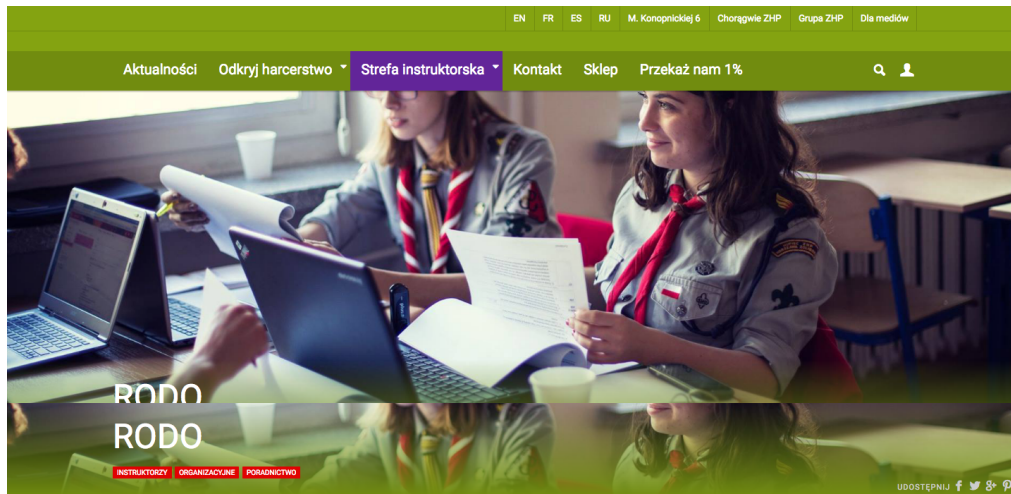 EN FR ES RU M. Konopnickiej 6 Chorągwie ZHP Grupa ZHP Dla mediów
Aktualności Odkryj harcerstwo Strefa instruktorska Kontakt Sklep Przekaż nam 1%
RODO
RODO
INSTRUKTORZY ORGANIZACYJNE PORADNICTWO
UDOSTĘPNIJ